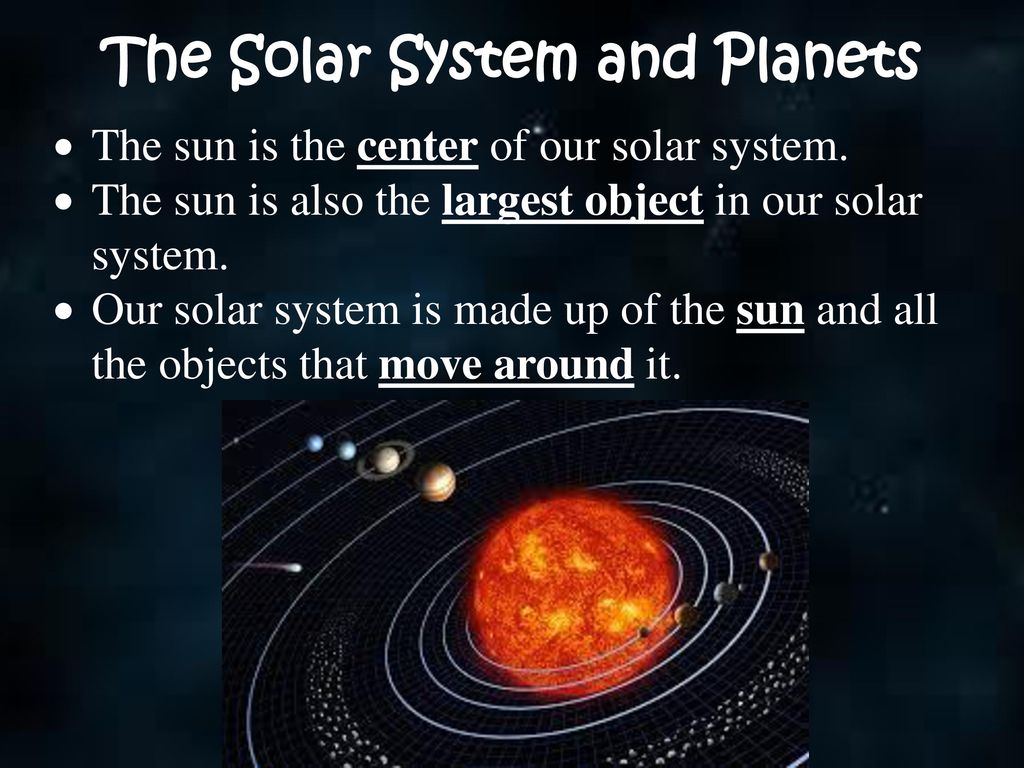 The Solar System and Planets
• The sun is the center of our solar system.
• The sun is also the largest object in our solar
system.
• Our solar system is made up of the sun and all
the objects that move around it.